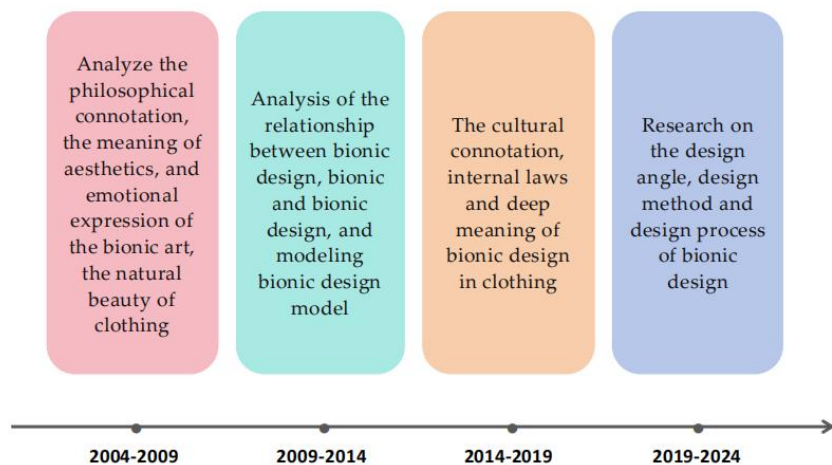 Analyze the
philosophical
connotation,
the meaning of
aesthetics, and
emotional
expression of
the bionic art,
the natural
beauty of
clothing
Analysis of the
relationship
between bionic
design, bionic
and bionic
design, and
modeling
bionic design
model
The cultural
connotation,
internal laws
and deep
meaning of
bionic design
in clothing
Research on
the design
angle, design
method and
design process
of bionic
design
2004-2009
2009-2014
2014-2019
2019-2024